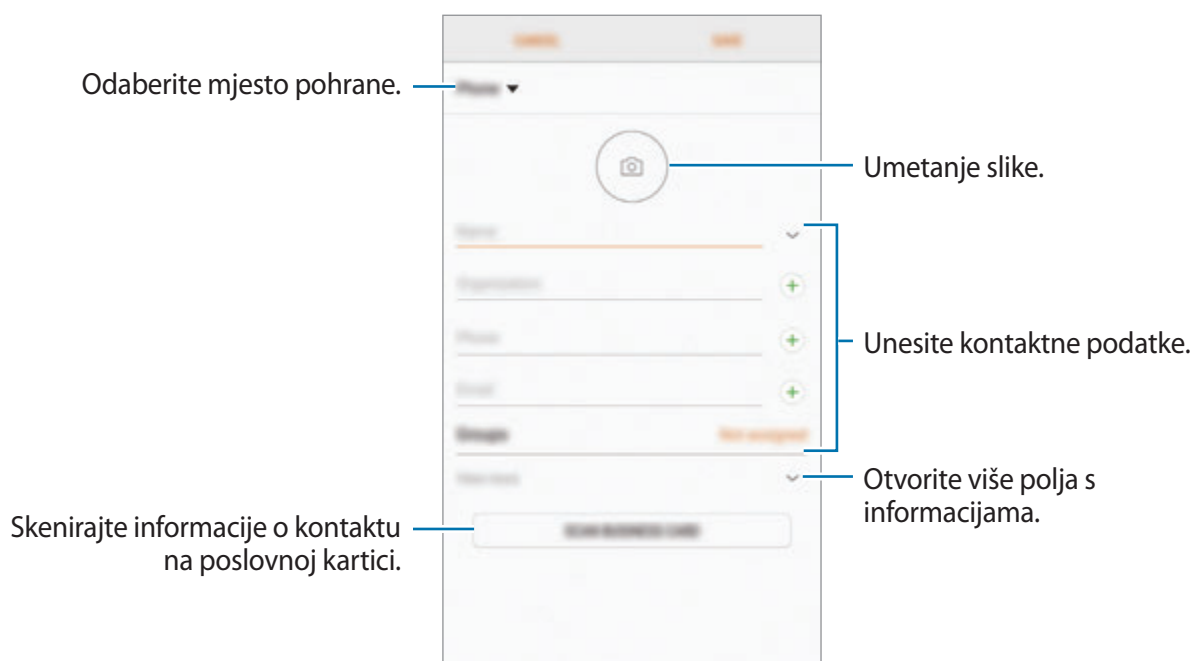 CANCEL
SAVE
Odaberite mjesto pohrane.
Phone
Umetanje slike.
Name
Organization
Phone
Unesite kontaktne podatke.
Email
Groups
Not assigned
View more
Otvorite više polja s
informacijama.
Skenirajte informacije o kontaktu
na poslovnoj kartici.
SCAN BUSINESS CARD